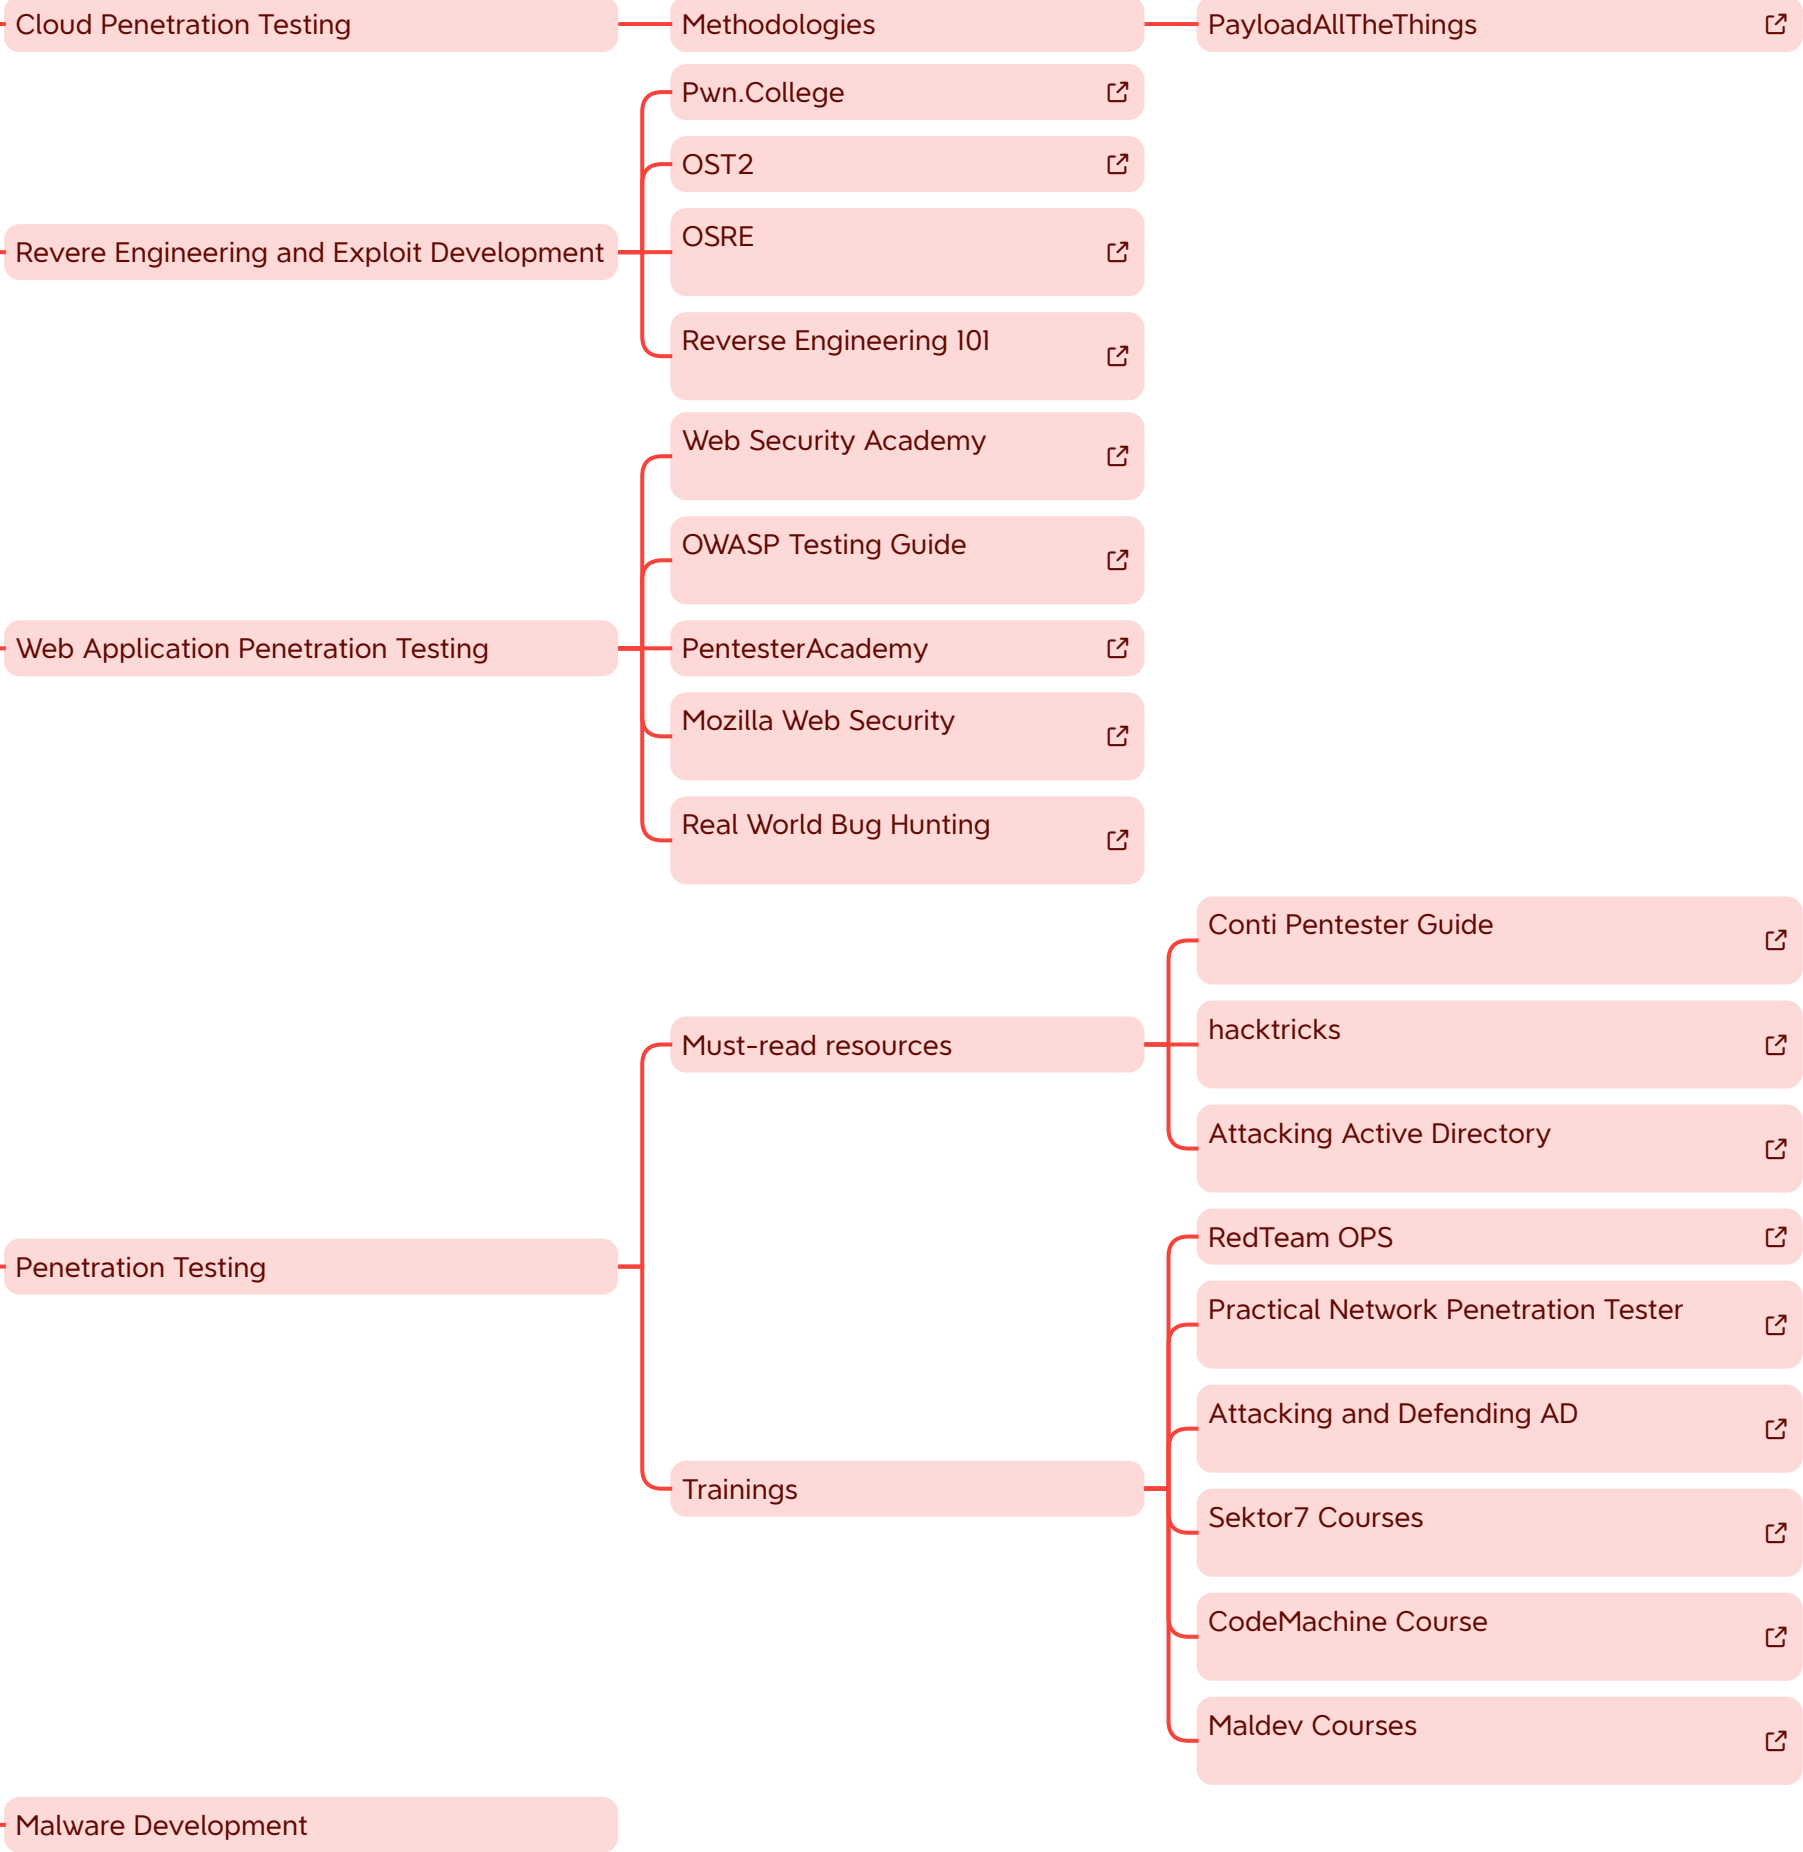 Cloud Penetration Testing
Methodologies
PayloadAllTheThings
Revere Engineering and Exploit Development
Pwn.College
OST2
OSRE
Reverse Engineering 101
Web Application Penetration Testing
Web Security Academy
OWASP Testing Guide
PentesterAcademy
Mozilla Web Security
Real World Bug Hunting
Penetration Testing
Must-read resources
Conti Pentester Guide
hacktricks
Attacking Active Directory
Trainings
RedTeam OPS
Practical Network Penetration Tester
Attacking and Defending AD
Sektor7 Courses
CodeMachine Course
Maldev Courses
Malware Development